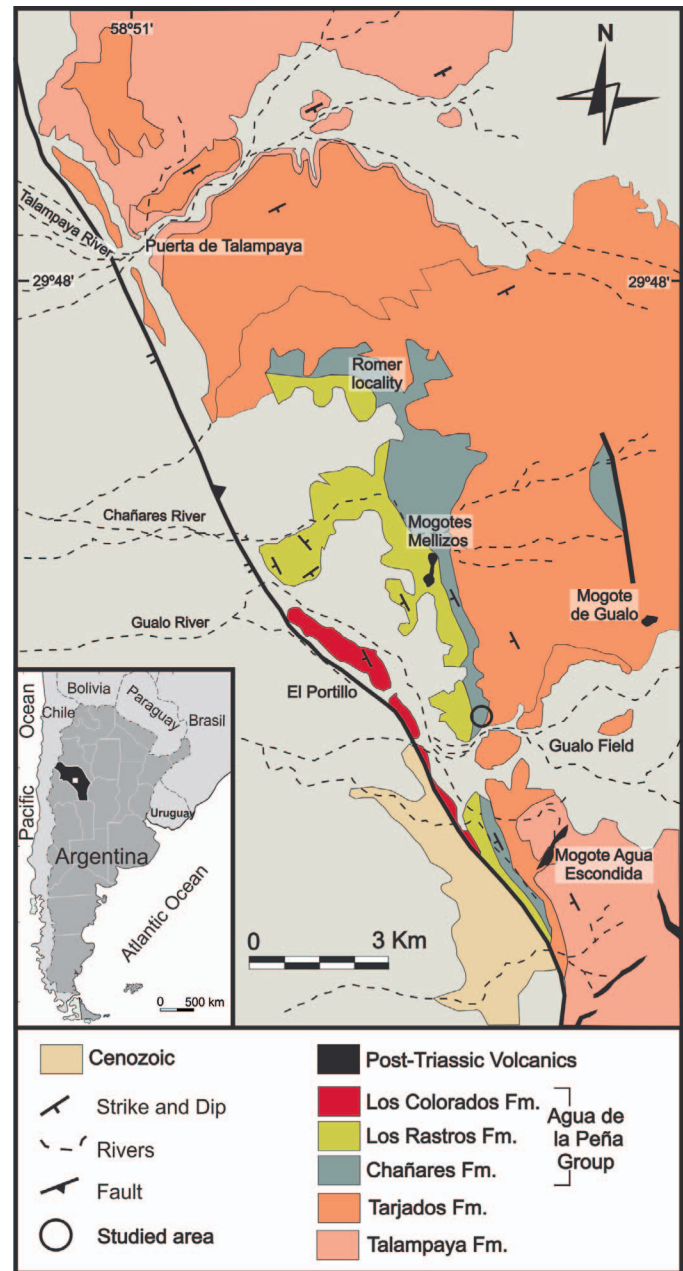 58º51'
N
Talampaya River
Puerta de Talampaya
29º48'
29º48'
Romer
locality
Chañares River
Mogotes
Mellizos
Mogote
de Gualo
Gualo River
El Portillo
Gualo Field
Mogote Agua
Escondida
0 3 Km
Pacific Ocean
Bolivia
Chile
Paraguay
Brasil
Uruguay
Argentina
Atlantic Ocean
0 500 km
Cenozoic
Strike and Dip
Rivers
Fault
Studied area
Post-Triassic Volcanics
Los Colorados Fm.
Los Rastros Fm.
Chañares Fm.
Agua de
la Peña
Group
Tarjados Fm.
Talampaya Fm.